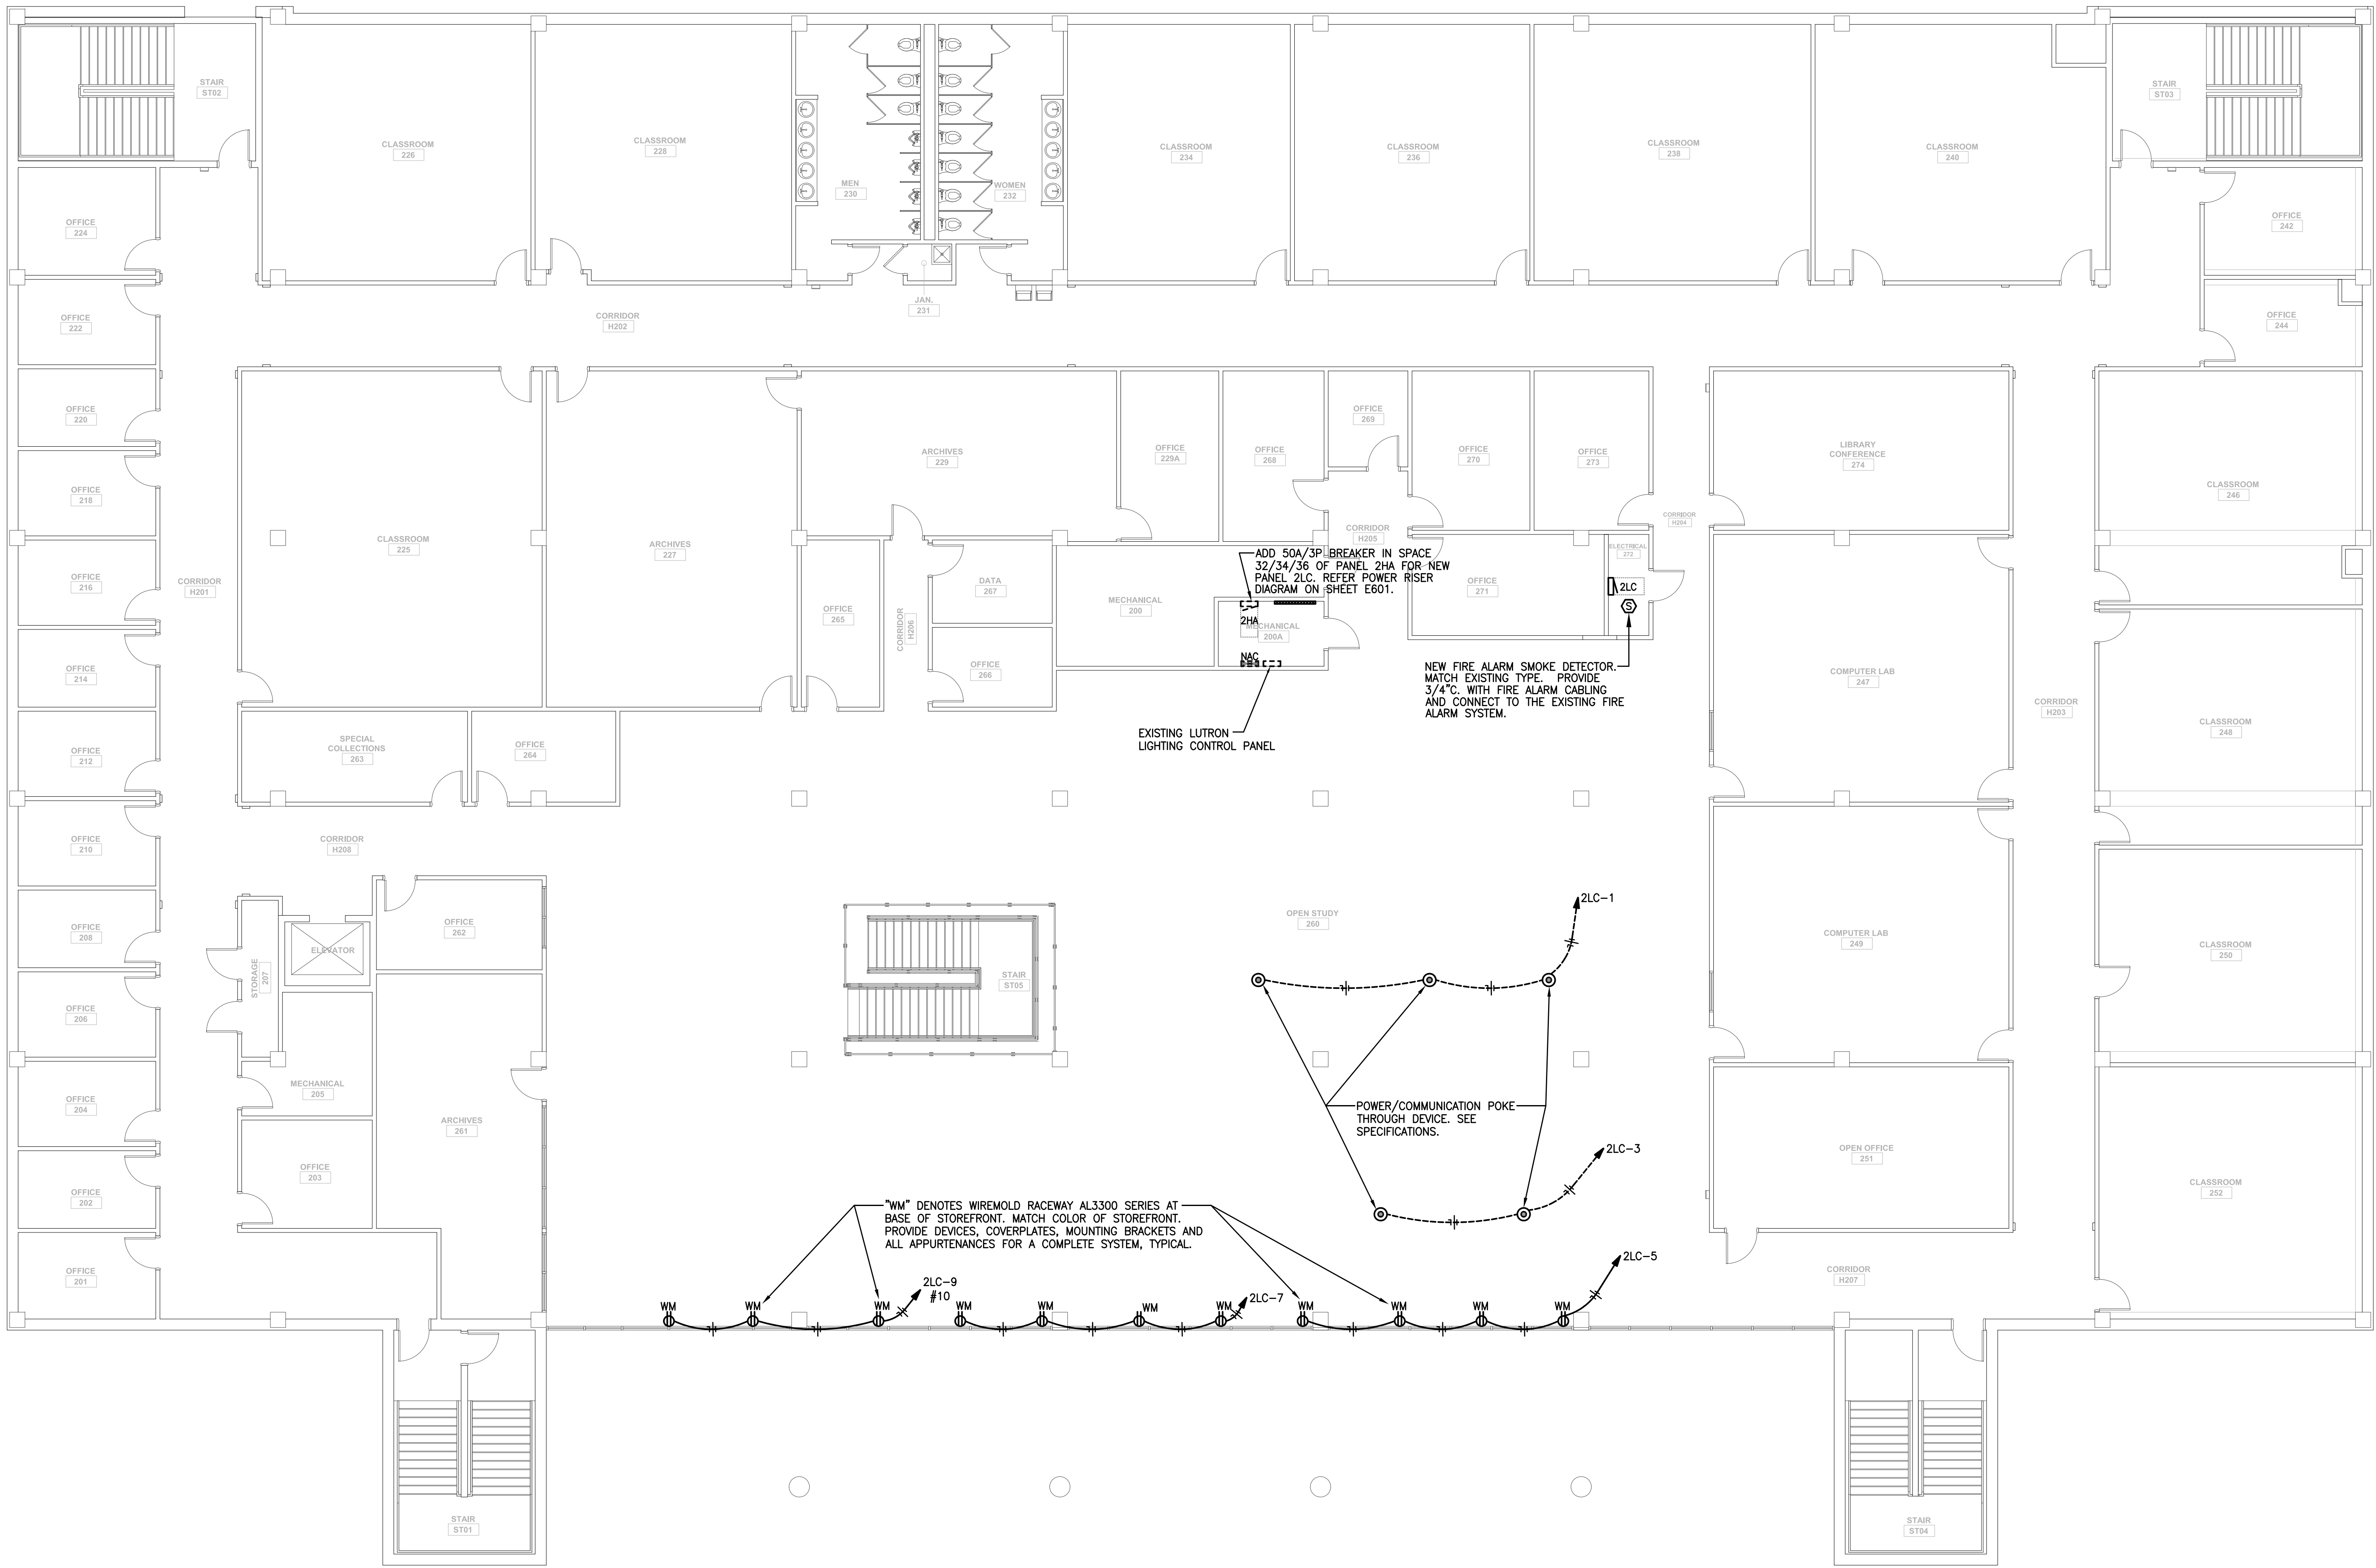 STAIR
ST02
CLASSROOM
226
CLASSROOM
228
MEN
230
WOMEN
232
CLASSROOM
234
CLASSROOM
236
CLASSROOM
238
CLASSROOM
240
STAIR
ST03
OFFICE
224
OFFICE
242
JAN.
231
CORRIDOR
H202
OFFICE
222
OFFICE
244
OFFICE
220
OFFICE
218
OFFICE
216
OFFICE
214
OFFICE
212
OFFICE
210
OFFICE
208
OFFICE
206
OFFICE
204
OFFICE
202
OFFICE
201
CORRIDOR
H201
CLASSROOM
225
ARCHIVES
227
ARCHIVES
229
OFFICE
229A
OFFICE
268
OFFICE
269
OFFICE
270
OFFICE
273
LIBRARY
CONFERENCE
274
CLASSROOM
246
CORRIDOR
H204
CORRIDOR
H205
ELECTRICAL
272
2LC
S
OFFICE
271
ADD 50A/3P BREAKER IN SPACE
32/34/36 OF PANEL 2HA FOR NEW
PANEL 2LC. REFER POWER RISER
DIAGRAM ON SHEET E601.
DATA
267
MECHANICAL
200
OFFICE
265
CORRIDOR
H206
2HA
MECHANICAL
200A
NAC
OFFICE
266
NEW FIRE ALARM SMOKE DETECTOR.
MATCH EXISTING TYPE. PROVIDE
3/4"C. WITH FIRE ALARM CABLING
AND CONNECT TO THE EXISTING FIRE
ALARM SYSTEM.
COMPUTER LAB
247
CORRIDOR
H203
CLASSROOM
248
EXISTING LUTRON
LIGHTING CONTROL PANEL
SPECIAL
COLLECTIONS
263
OFFICE
264
CORRIDOR
H208
OFFICE
262
ELEVATOR
STORAGE
207
STAIR
ST05
OPEN STUDY
260
2LC-1
COMPUTER LAB
249
CLASSROOM
250
MECHANICAL
205
ARCHIVES
261
OFFICE
203
POWER/COMMUNICATION POKE
THROUGH DEVICE. SEE
SPECIFICATIONS.
2LC-3
OPEN OFFICE
251
CLASSROOM
252
"WM" DENOTES WIREMOLD RACEWAY AL3300 SERIES AT
BASE OF STOREFRONT. MATCH COLOR OF STOREFRONT.
PROVIDE DEVICES, COVERPLATES, MOUNTING BRACKETS AND
ALL APPURTENANCES FOR A COMPLETE SYSTEM, TYPICAL.
2LC-5
CORRIDOR
H207
2LC-9
#10
2LC-7
WM
WM
WM
WM
WM
WM
WM
WM
WM
WM
WM
STAIR
ST01
STAIR
ST04